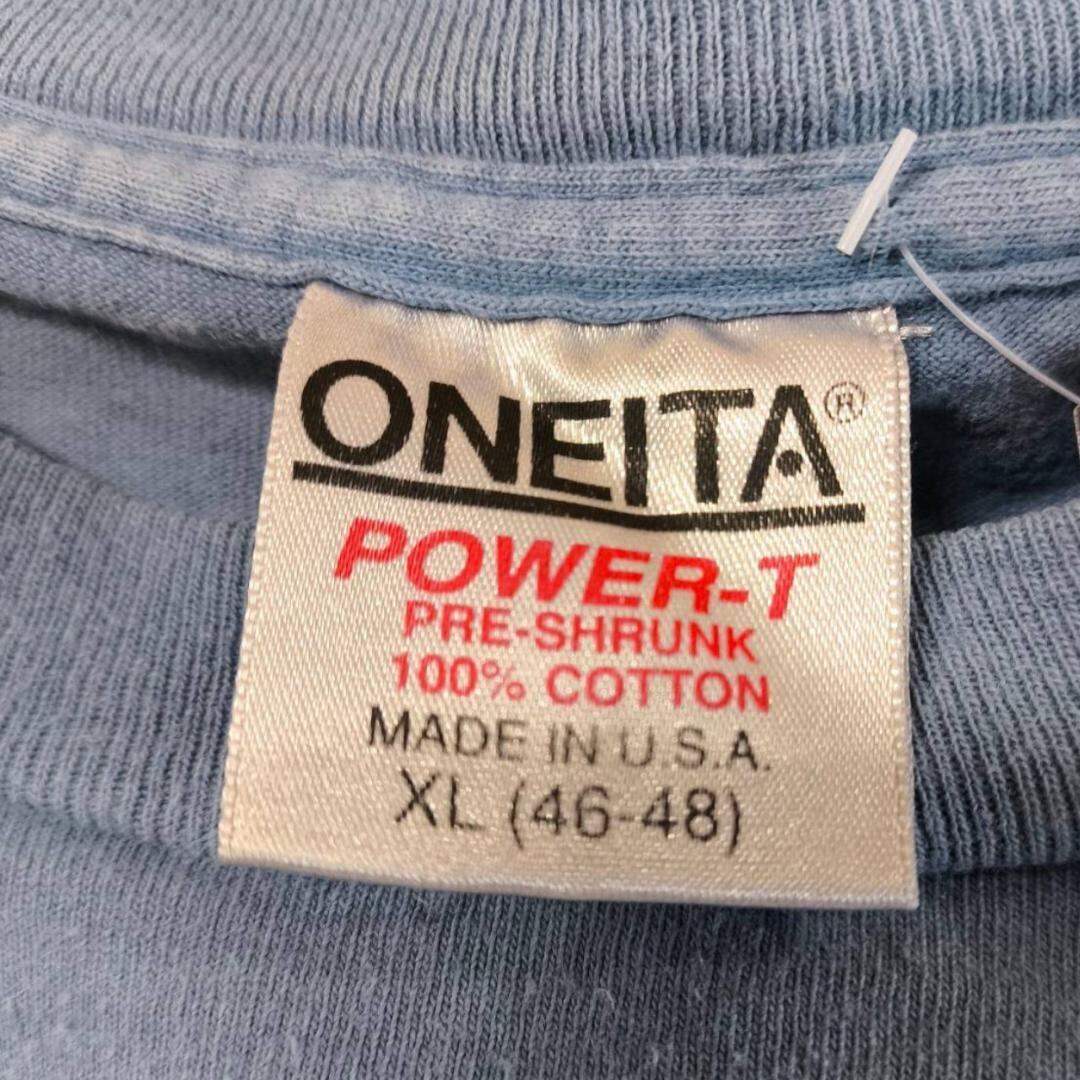 ONEITA®
POWER-T
PRE-SHRUNK
100% COTTON
MADE IN U.S.A.
XL (46-48)